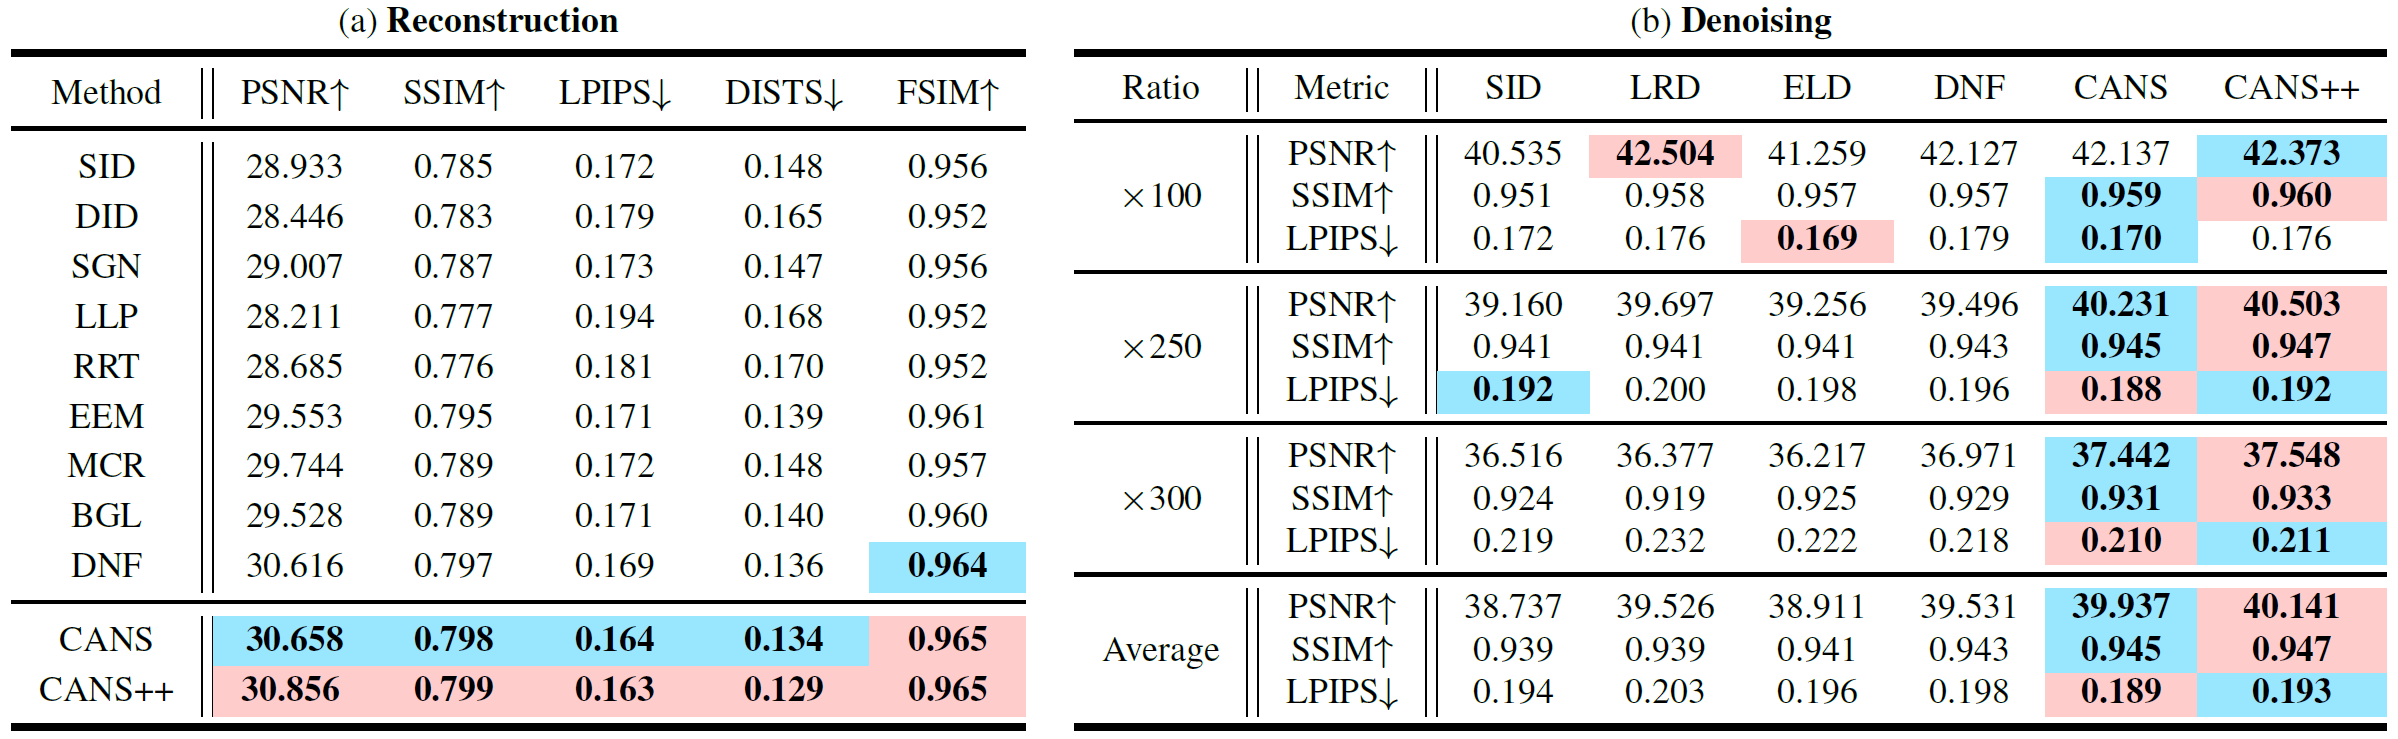 (a) Reconstruction
Method PSNR↑ SSIM↑ LPIPS↓ DISTS↓ FSIM↑
SID 28.933 0.785 0.172 0.148 0.956
DID 28.446 0.783 0.179 0.165 0.952
SGN 29.007 0.787 0.173 0.147 0.956
LLP 28.211 0.777 0.194 0.168 0.952
RRT 28.685 0.776 0.181 0.170 0.952
EEM 29.553 0.795 0.171 0.139 0.961
MCR 29.744 0.789 0.172 0.148 0.957
BGL 29.528 0.789 0.171 0.140 0.960
DNF 30.616 0.797 0.169 0.136 0.964
CANS 30.658 0.798 0.164 0.134 0.965
CANS++ 30.856 0.799 0.163 0.129 0.965
(b) Denoising
Ratio Metric SID LRD ELD DNF CANS CANS++
PSNR↑ 40.535 42.504 41.259 42.127 42.137 42.373
×100 SSIM↑ 0.951 0.958 0.957 0.957 0.959 0.960
LPIPS↓ 0.172 0.176 0.169 0.179 0.170 0.176
PSNR↑ 39.160 39.697 39.256 39.496 40.231 40.503
×250 SSIM↑ 0.941 0.941 0.941 0.943 0.945 0.947
LPIPS↓ 0.192 0.200 0.198 0.196 0.188 0.192
PSNR↑ 36.516 36.377 36.217 36.971 37.442 37.548
×300 SSIM↑ 0.924 0.919 0.925 0.929 0.931 0.933
LPIPS↓ 0.219 0.232 0.222 0.218 0.210 0.211
PSNR↑ 38.737 39.526 38.911 39.531 39.937 40.141
Average SSIM↑ 0.939 0.939 0.941 0.943 0.945 0.947
LPIPS↓ 0.194 0.203 0.196 0.198 0.189 0.193